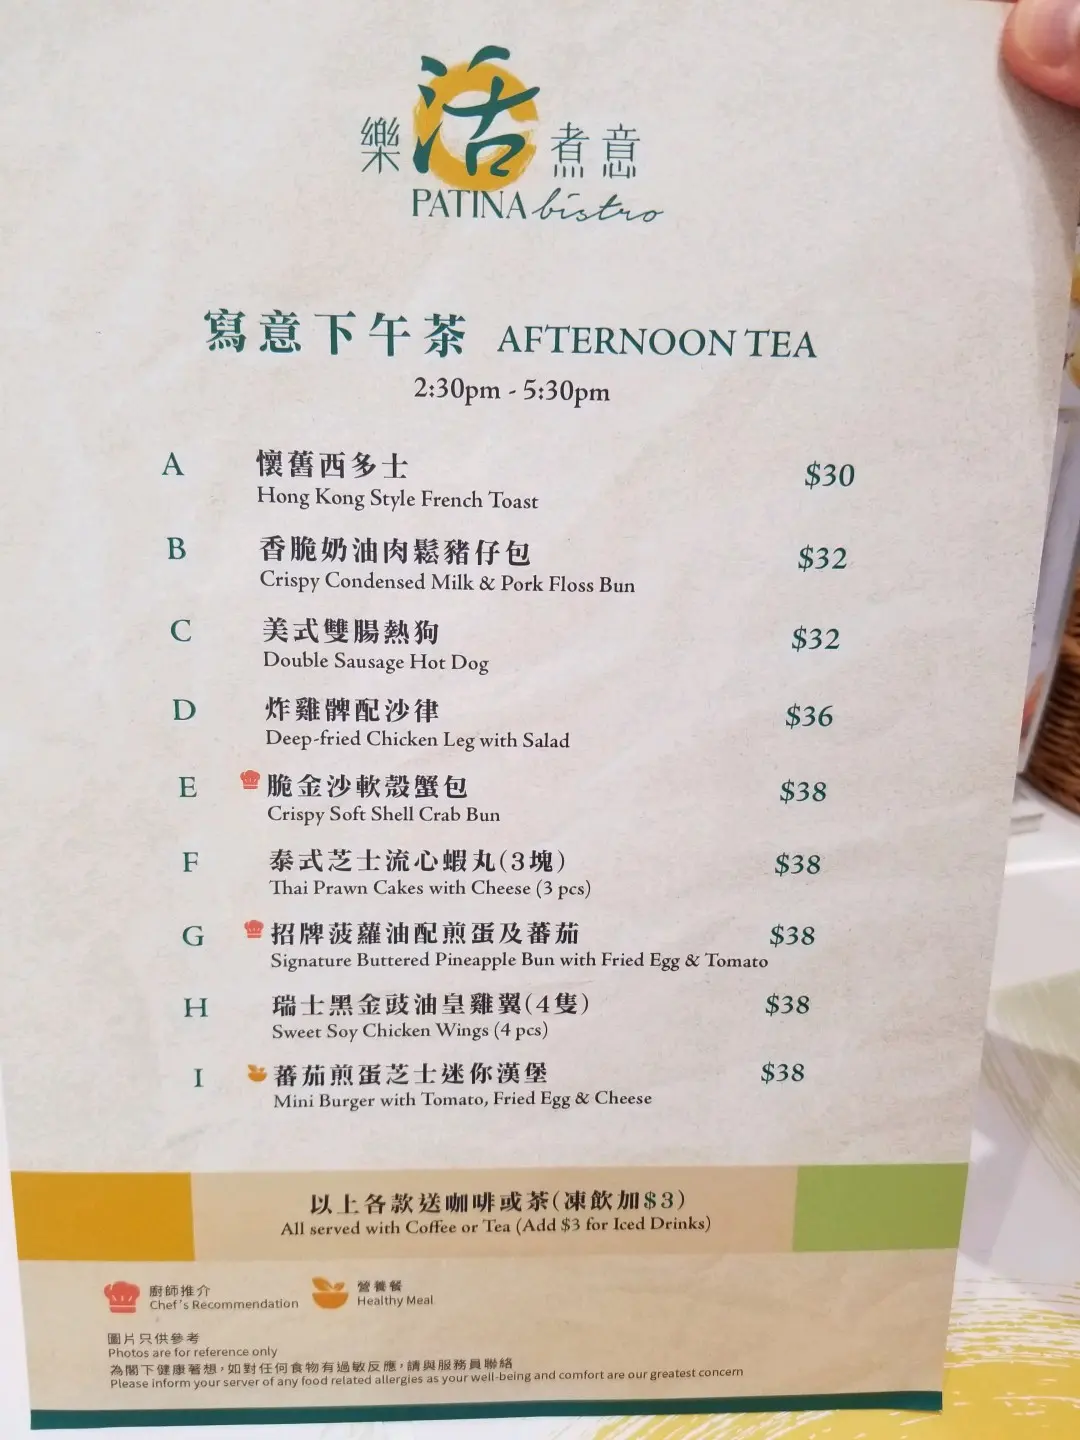 樂活煮意
PATINA bistro
寫意下午茶 AFTERNOON TEA
2:30pm - 5:30pm
A 懷舊西多士 $30
Hong Kong Style French Toast
B 香脆奶油肉鬆豬仔包 $32
Crispy Condensed Milk & Pork Floss Bun
C 美式雙腸熱狗 $32
Double Sausage Hot Dog
D 炸雞髀配沙律 $36
Deep-fried Chicken Leg with Salad
E 脆金沙軟殼蟹包 $38
Crispy Soft Shell Crab Bun
F 泰式芝士流心蝦丸(3塊) $38
Thai Prawn Cakes with Cheese (3 pcs)
G 招牌菠蘿油配煎蛋及蕃茄 $38
Signature Buttered Pineapple Bun with Fried Egg & Tomato
H 瑞士黑金豉油皇雞翼(4隻) $38
Sweet Soy Chicken Wings (4 pcs)
I 蕃茄煎蛋芝士迷你漢堡 $38
Mini Burger with Tomato, Fried Egg & Cheese
以上各款送咖啡或茶(凍飲加$3)
All served with Coffee or Tea (Add $3 for Iced Drinks)
廚師推介 營養餐
Chef's Recommendation Healthy Meal
圖片只供參考
Photos are for reference only
為閣下健康著想，如對任何食物有過敏反應，請與服務員聯絡
Please inform your server of any food related allergies as your well-being and comfort are our greatest concern